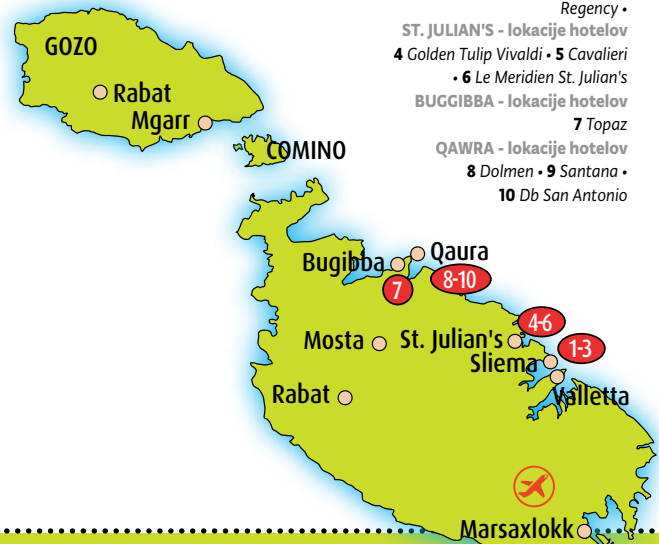 Regency •
ST. JULIAN'S - lokacije hotelov
4 Golden Tulip Vivaldi • 5 Cavalieri
• 6 Le Meridien St. Julian's
BUGGIBBA - lokacije hotelov
7 Topaz
QAWRA - lokacije hotelov
8 Dolmen • 9 Santana •
10 Db San Antonio
GOZO
Rabat
Mgarr
COMINO
Bugibba
Qaura
7
8-10
4-6
Mosta
St. Julian's
1-3
Sliema
Rabat
Valletta
Marsaxlokk